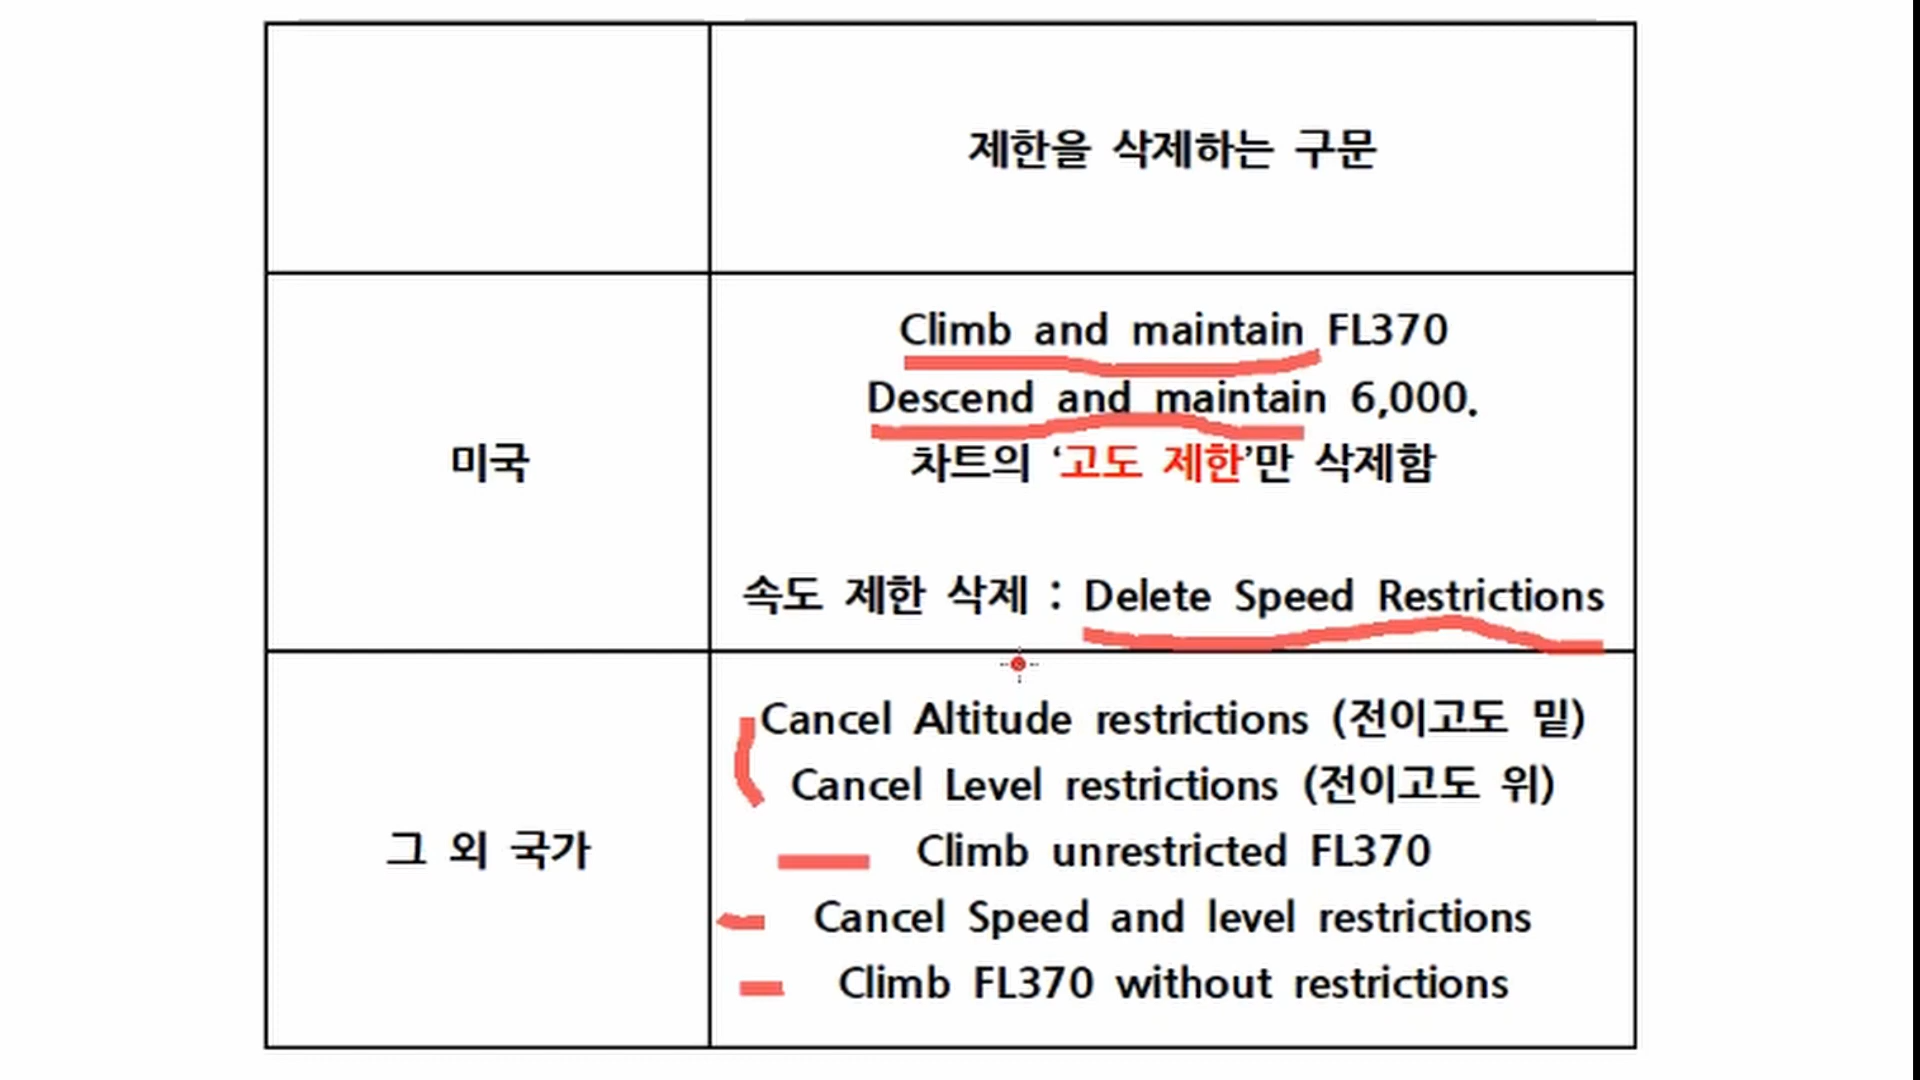 제한을 삭제하는 구문
미국
Climb and maintain FL370
Descend and maintain 6,000.
차트의 ‘고도 제한’만 삭제함
속도 제한 삭제 : Delete Speed Restrictions
그 외 국가
Cancel Altitude restrictions (전이고도 밑)
Cancel Level restrictions (전이고도 위)
Climb unrestricted FL370
Cancel Speed and level restrictions
Climb FL370 without restrictions